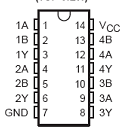 1A 1 14 VCC
1B 2 13 4B
1Y 3 12 4A
2A 4 11 4Y
2B 5 10 3B
2Y 6 9 3A
GND 7 8 3Y